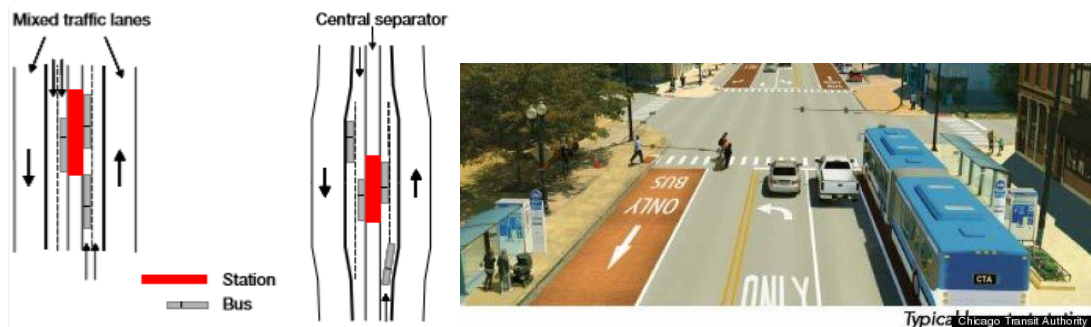 Mixed traffic lanes
Central separator
Station
Bus
BUS
ONLY
ONLY
CTA
Typical
Chicago Transit Authority